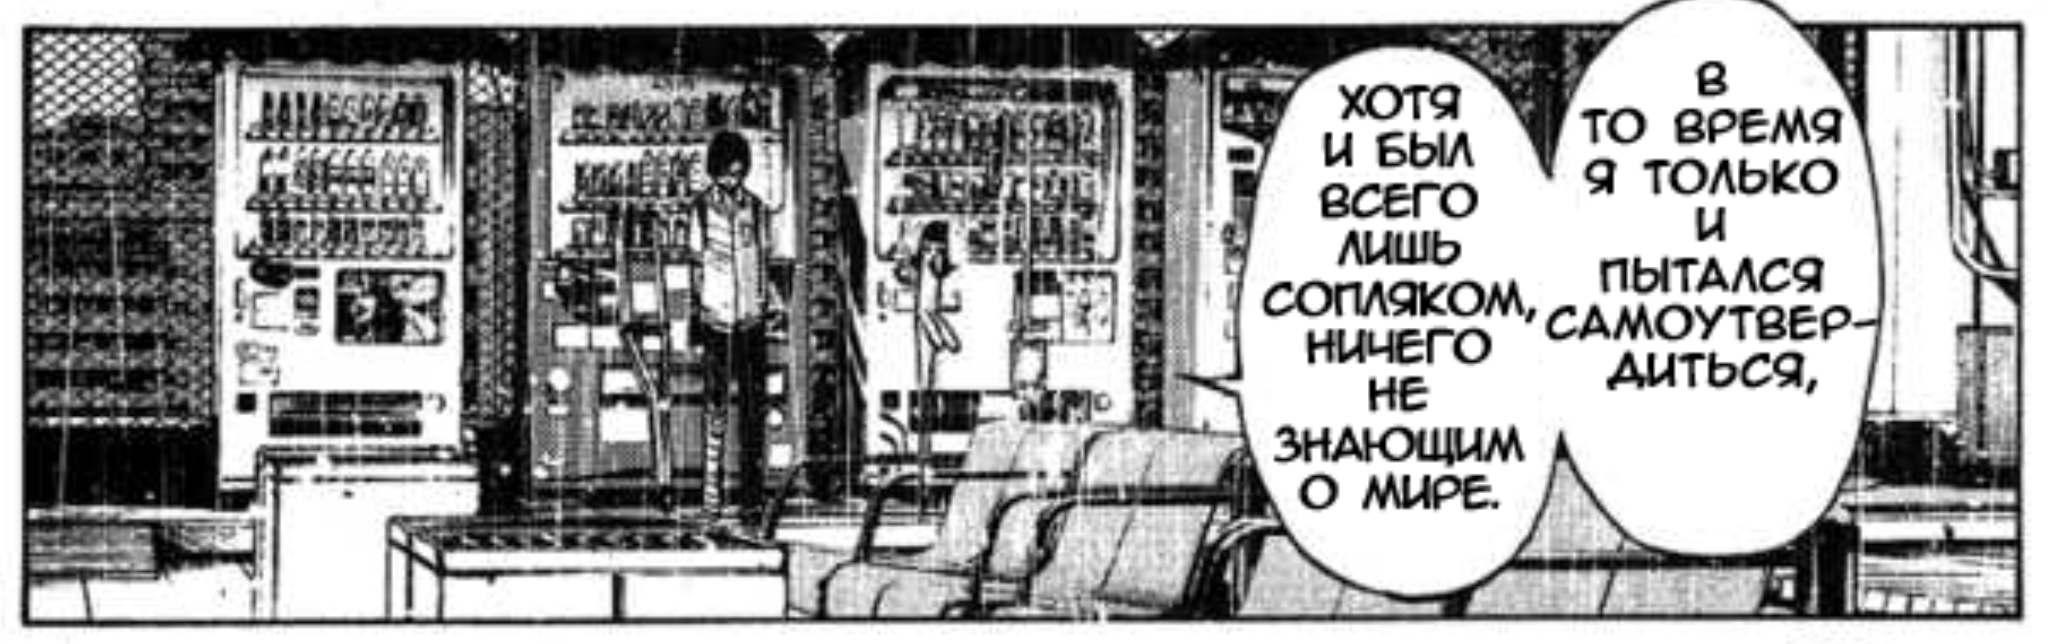 В
ТО ВРЕМЯ
Я ТОЛЬКО
И
ПЫТАЛСЯ
САМОУТВЕР-
ДИТЬСЯ,
ХОТЯ
И БЫЛ
ВСЕГО
ЛИШЬ
СОПЛЯКОМ,
НИЧЕГО
НЕ
ЗНАЮЩИМ
О МИРЕ.